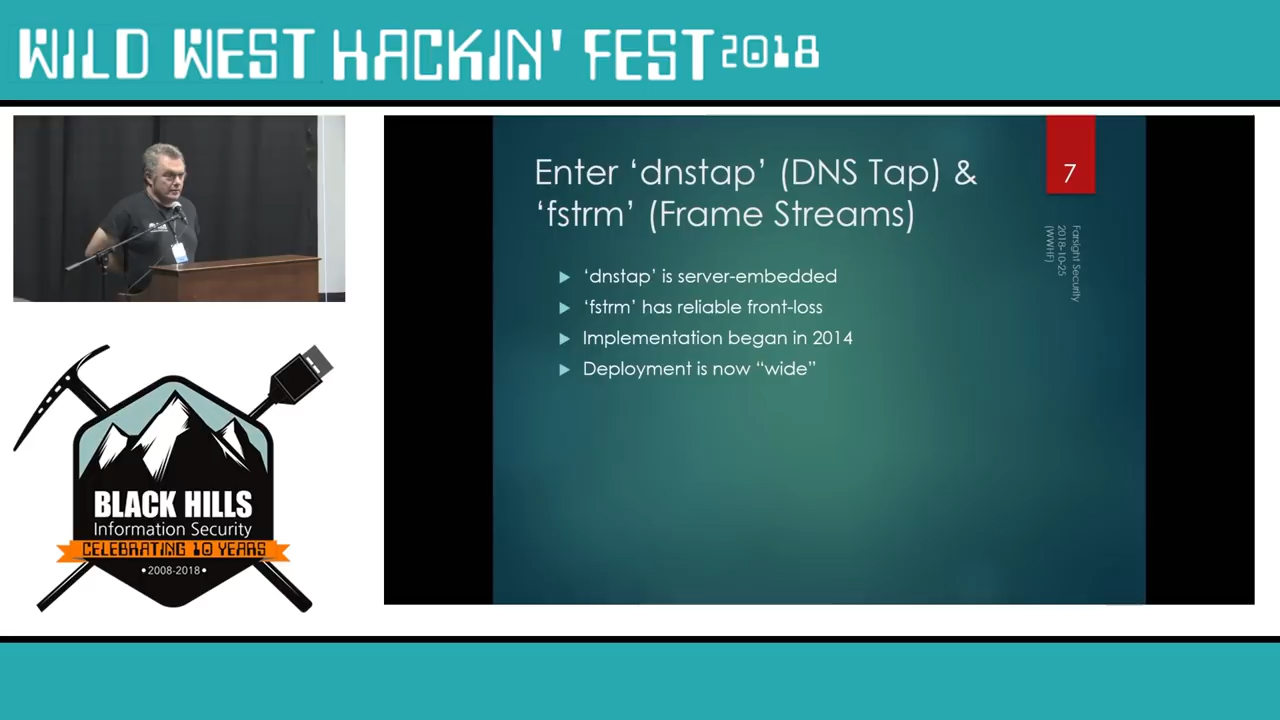 WILD WEST HACKIN' FEST 2018
Enter ‘dnstap’ (DNS Tap) &
‘fstrm’ (Frame Streams)
7
Farsight Security
2018-10-25
(WWHF)
‘dnstap’ is server-embedded
‘fstrm’ has reliable front-loss
Implementation began in 2014
Deployment is now “wide”
BLACK HILLS
Information Security
CELEBRATING 10 YEARS
•2008-2018•